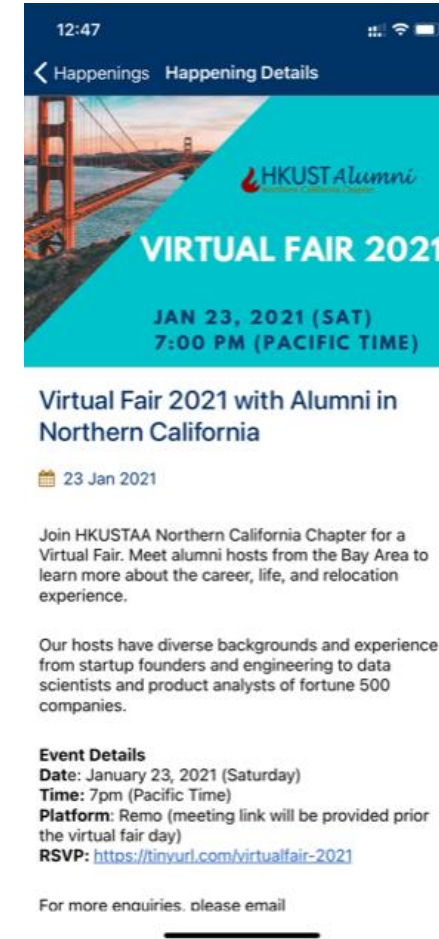 12:47
Happenings Happening Details
HKUST Alumni
Northern California Chapter
VIRTUAL FAIR 2021
JAN 23, 2021 (SAT)
7:00 PM (PACIFIC TIME)
Virtual Fair 2021 with Alumni in
Northern California
23 Jan 2021
Join HKUSTAA Northern California Chapter for a
Virtual Fair. Meet alumni hosts from the Bay Area to
learn more about the career, life, and relocation
experience.
Our hosts have diverse backgrounds and experience
from startup founders and engineering to data
scientists and product analysts of fortune 500
companies.
Event Details
Date: January 23, 2021 (Saturday)
Time: 7pm (Pacific Time)
Platform: Remo (meeting link will be provided prior
the virtual fair day)
RSVP: https://tinyurl.com/virtualfair-2021
For more enquiries, please email